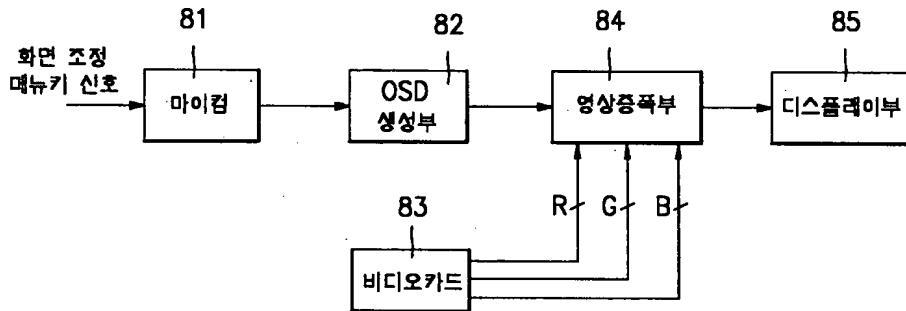 81
82
84
85
화면 조정
메뉴키 신호
마이컴
OSD
생성부
영상증폭부
디스플레이부
R
G
B
83
비디오카드